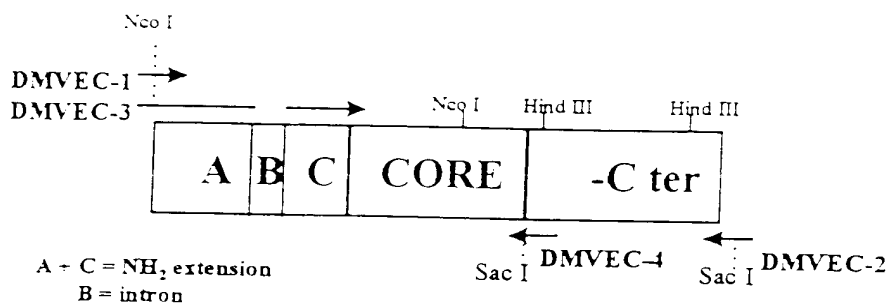 Nco I
DMVEC-1
DMVEC-3
Nco I
Hind III
Hind III
A B C CORE -C ter
DMVEC-4
DMVEC-2
Sac I
Sac I
A + C = NH₂ extension
B = intron